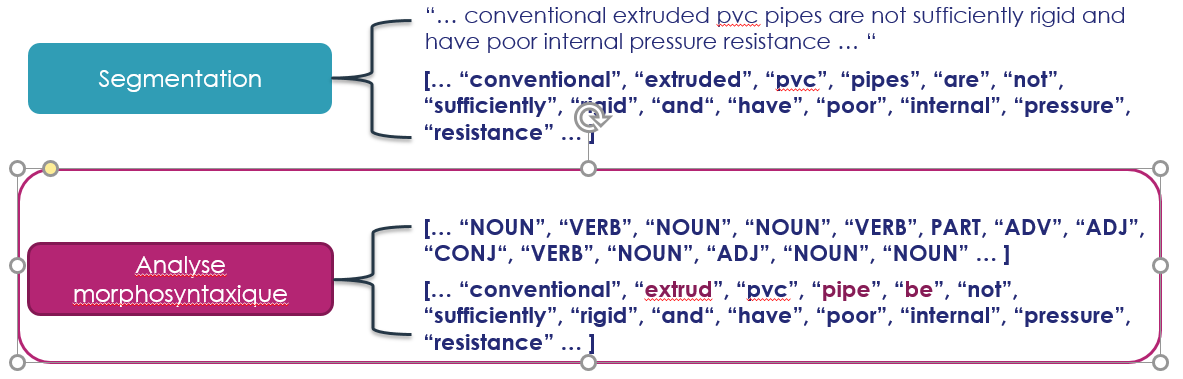 Segmentation
“… conventional extruded pvc pipes are not sufficiently rigid and
have poor internal pressure resistance … “
[… “conventional”, “extruded”, “pvc”, “pipes”, “are”, “not”,
“sufficiently”, “rigid”, “and“, “have”, “poor”, “internal”, “pressure”,
“resistance” … ]
Analyse
morphosyntaxique
[… “NOUN”, “VERB”, “NOUN”, “NOUN”, “VERB”, PART, “ADV”, “ADJ”,
“CONJ“, “VERB”, “NOUN”, “ADJ”, “NOUN”, “NOUN” … ]
[… “conventional”, “extrud”, “pvc”, “pipe”, “be”, “not”,
“sufficiently”, “rigid”, “and“, “have”, “poor”, “internal”, “pressure”,
“resistance” … ]